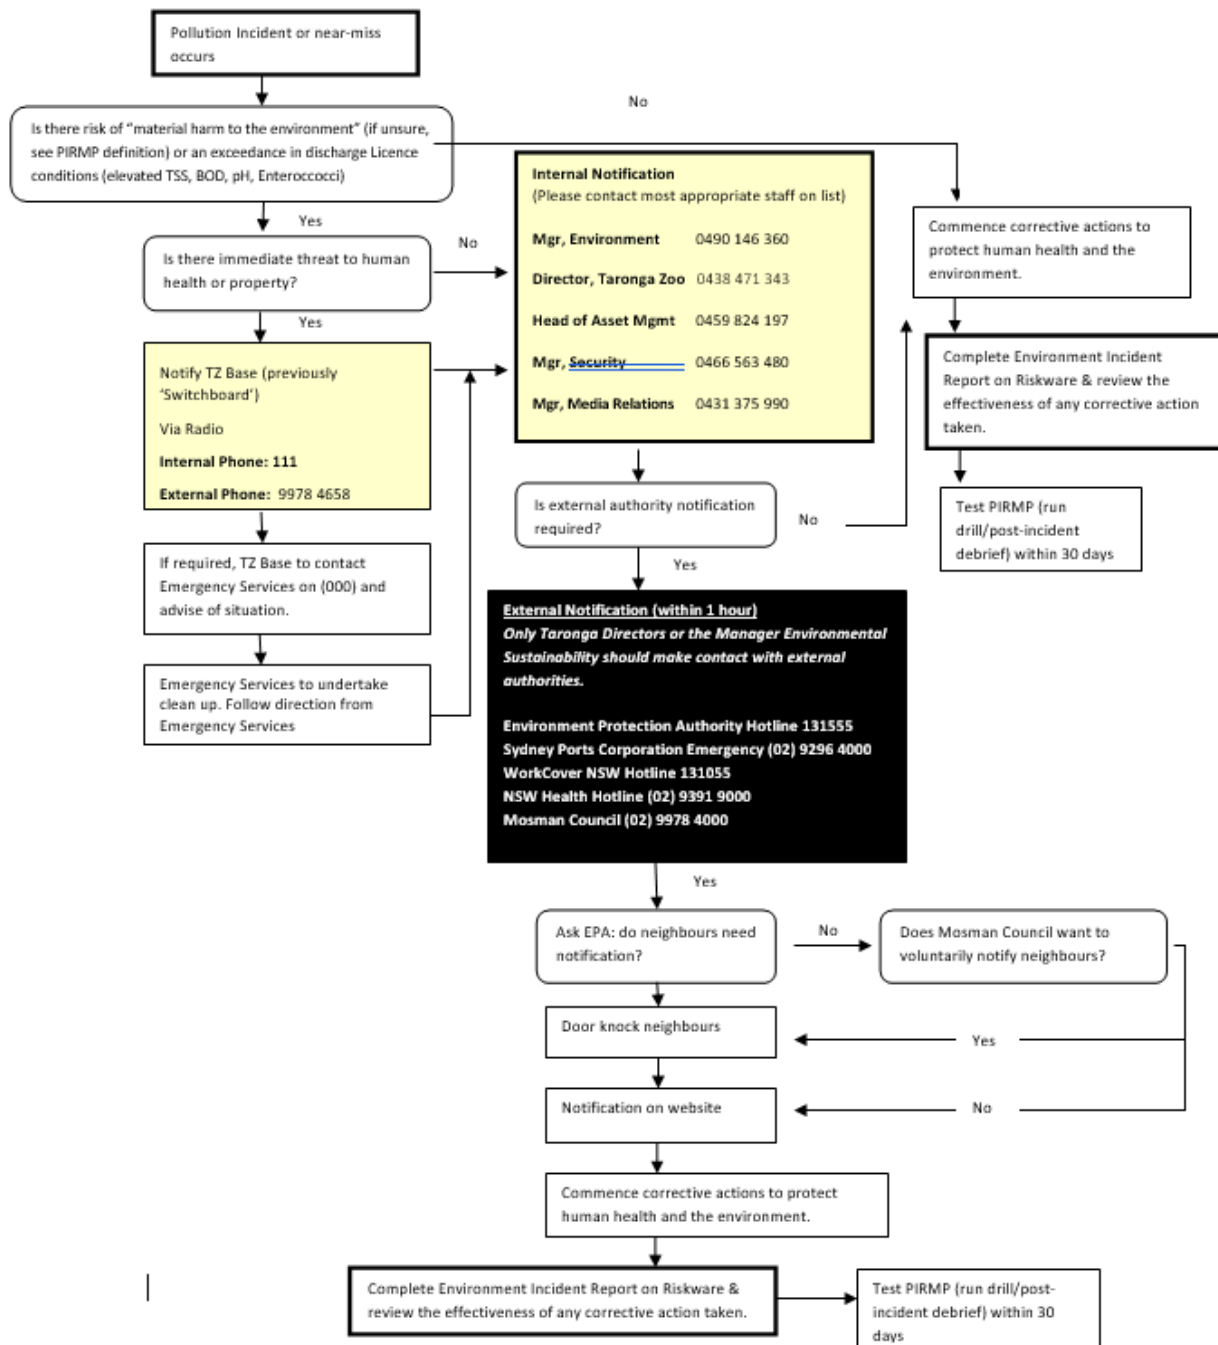 Pollution Incident or near-miss
occurs
No
Is there risk of “material harm to the environment” (if unsure,
see PIRMP definition) or an exceedance in discharge Licence
conditions (elevated TSS, BOD, pH, Enteroccocci)
Yes
Is there immediate threat to human
health or property?
No
Yes
Notify TZ Base (previously
‘Switchboard’)
Via Radio
Internal Phone: 111
External Phone: 9978 4658
If required, TZ Base to contact
Emergency Services on (000) and
advise of situation.
Emergency Services to undertake
clean up. Follow direction from
Emergency Services
Internal Notification
(Please contact most appropriate staff on list)
Mgr, Environment 0490 146 360
Director, Taronga Zoo 0438 471 343
Head of Asset Mgmt 0459 824 197
Mgr, Security 0466 563 480
Mgr, Media Relations 0431 375 990
Commence corrective actions to
protect human health and the
environment.
Complete Environment Incident
Report on Riskware & review the
effectiveness of any corrective action
taken.
Test PIRMP (run
drill/post-incident
debrief) within 30 days
Is external authority notification
required?
No
Yes
External Notification (within 1 hour)
Only Taronga Directors or the Manager Environmental
Sustainability should make contact with external
authorities.
Environment Protection Authority Hotline 131555
Sydney Ports Corporation Emergency (02) 9296 4000
WorkCover NSW Hotline 131055
NSW Health Hotline (02) 9391 9000
Mosman Council (02) 9978 4000
Yes
Ask EPA: do neighbours need
notification?
No
Does Mosman Council want to
voluntarily notify neighbours?
Door knock neighbours
Yes
Notification on website
No
Commence corrective actions to protect
human health and the environment.
Complete Environment Incident Report on Riskware &
review the effectiveness of any corrective action taken.
Test PIRMP (run drill/post-
incident debrief) within 30
days